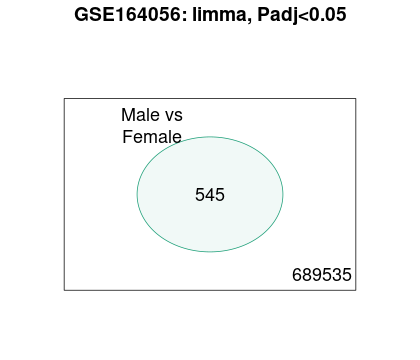 GSE164056: limma, Padj<0.05
Male vs
Female
545
689535